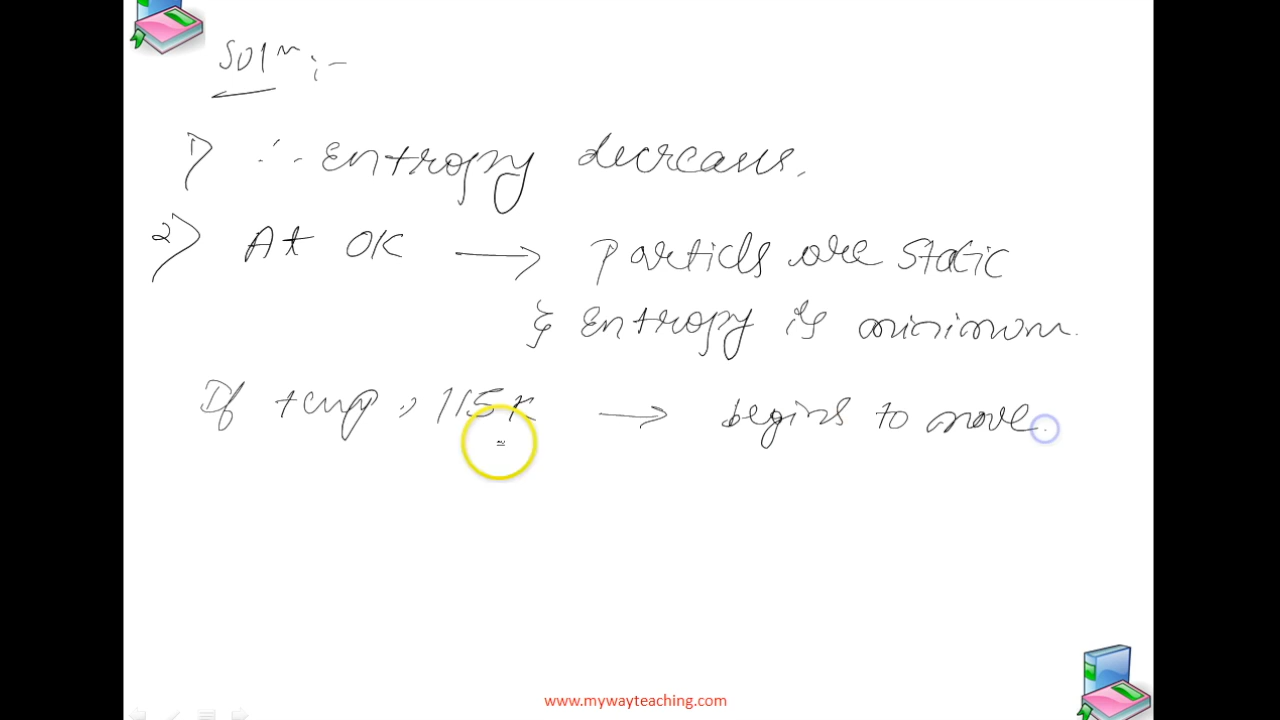 Solⁿ :-
1) ∴ Entropy decreases.
2) At 0K → particles are static
& Entropy is minimum.
If temp, 115 K → begins to move.
www.mywayteaching.com